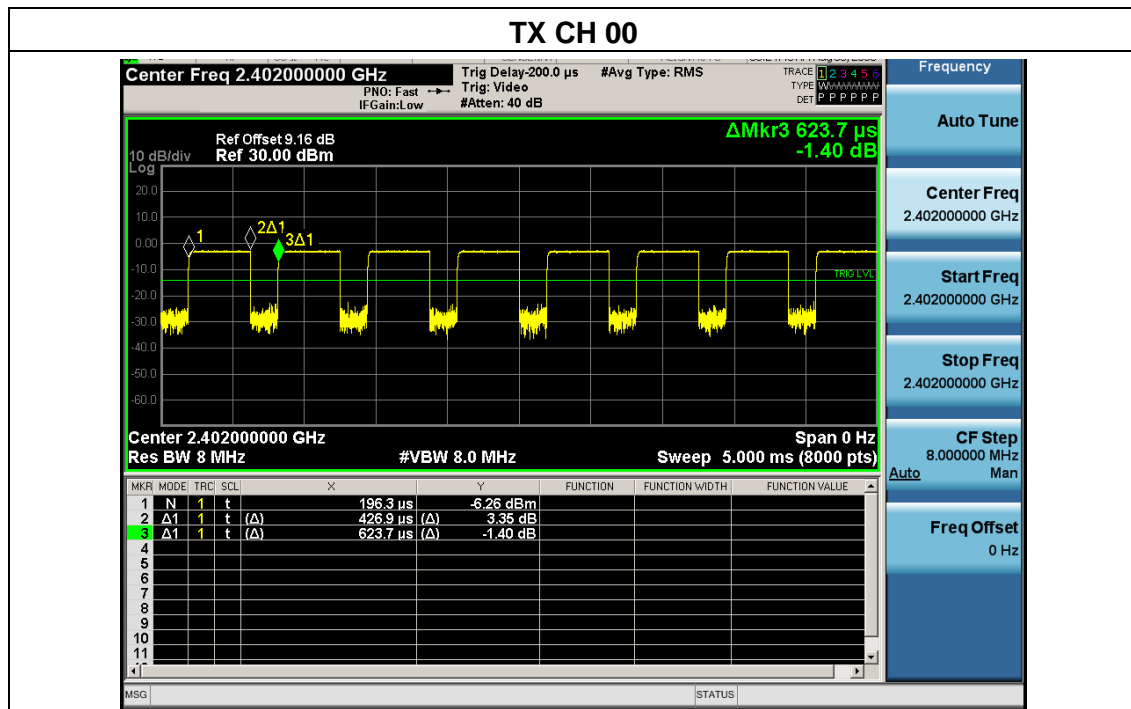 TX CH 00
Center Freq 2.402000000 GHz
PNO: Fast
IFGain:Low
Trig Delay-200.0 µs
Trig: Video
#Atten: 40 dB
#Avg Type: RMS
TRACE 1 2 3 4 5 6
TYPE WWWWWW
DET P P P P P P
Frequency
Auto Tune
Center Freq
2.402000000 GHz
Start Freq
2.402000000 GHz
Stop Freq
2.402000000 GHz
CF Step
8.000000 MHz
Auto Man
Freq Offset
0 Hz
ΔMkr3 623.7 µs
-1.40 dB
Ref Offset 9.16 dB
10 dB/div Ref 30.00 dBm
Log
20.0
10.0
0.00
-10.0
-20.0
-30.0
-40.0
-50.0
-60.0
1
2Δ1
3Δ1
TRIG LVL
Center 2.402000000 GHz Span 0 Hz
Res BW 8 MHz #VBW 8.0 MHz Sweep 5.000 ms (8000 pts)
MKR MODE TRC SCL X Y FUNCTION FUNCTION WIDTH FUNCTION VALUE
1 N 1 t 196.3 µs -6.26 dBm
2 Δ1 1 t (Δ) 426.9 µs (Δ) 3.35 dB
3 Δ1 1 t (Δ) 623.7 µs (Δ) -1.40 dB
4
5
6
7
8
9
10
11
MSG STATUS